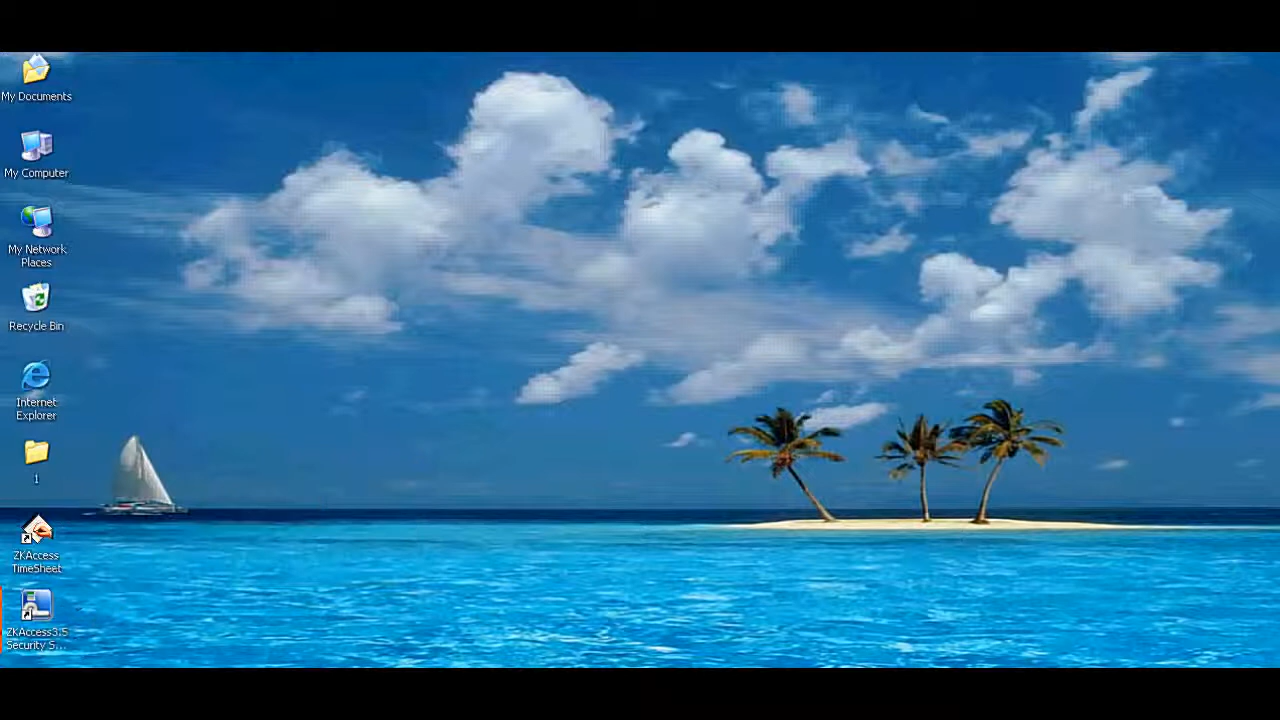 My Documents
My Computer
My Network
Places
Recycle Bin
Internet
Explorer
1
ZKAccess
TimeSheet
ZKAccess3.5
Security S...